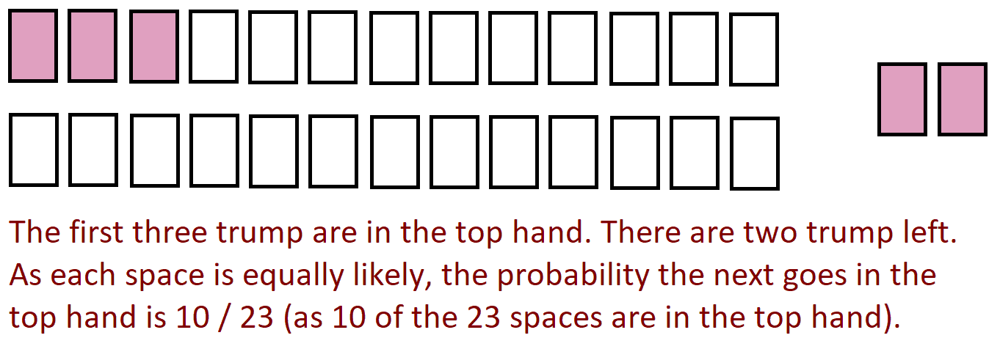 The first three trump are in the top hand. There are two trump left.
As each space is equally likely, the probability the next goes in the
top hand is 10 / 23 (as 10 of the 23 spaces are in the top hand).